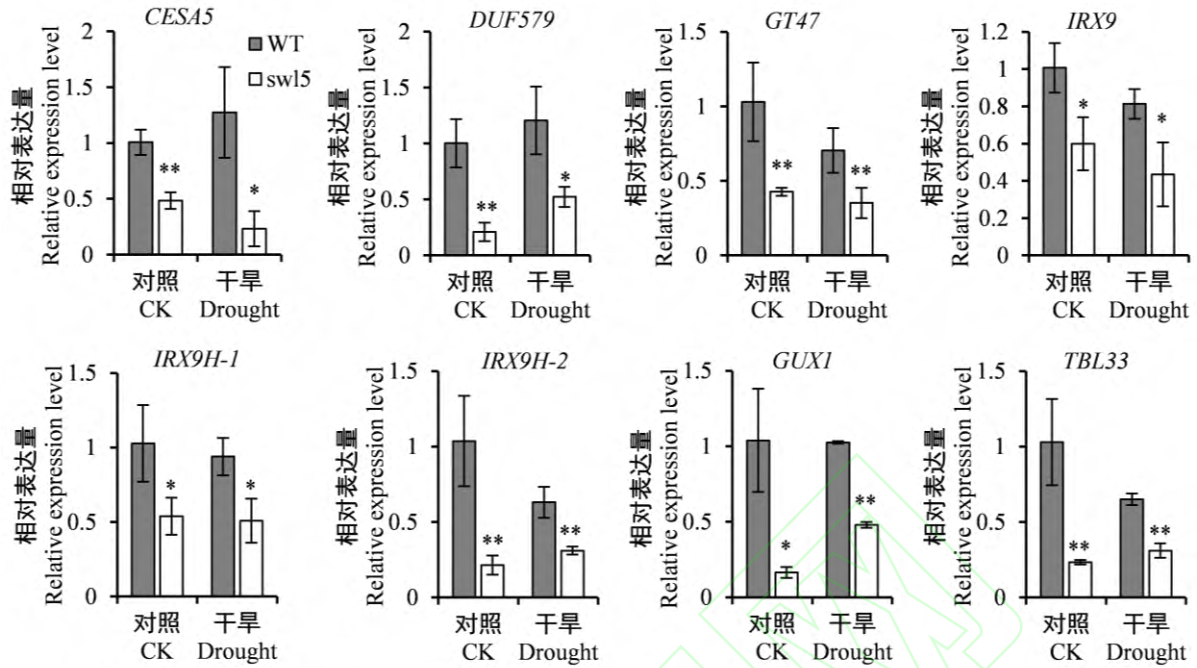 CESA5
相对表达量
Relative expression level
2
1.5
1
0.5
0
WT
swl5
**
*
对照
CK
干旱
Drought
DUF579
相对表达量
Relative expression level
2
1.5
1
0.5
0
**
*
对照
CK
干旱
Drought
GT47
相对表达量
Relative expression level
1.5
1
0.5
0
**
**
对照
CK
干旱
Drought
IRX9
相对表达量
Relative expression level
1.2
1
0.8
0.6
0.4
0.2
0
*
*
对照
CK
干旱
Drought
IRX9H-1
相对表达量
Relative expression level
1.5
1
0.5
0
*
*
对照
CK
干旱
Drought
IRX9H-2
相对表达量
Relative expression level
1.5
1
0.5
0
**
**
对照
CK
干旱
Drought
GUX1
相对表达量
Relative expression level
1.5
1
0.5
0
*
**
对照
CK
干旱
Drought
TBL33
相对表达量
Relative expression level
1.5
1
0.5
0
**
**
对照
CK
干旱
Drought